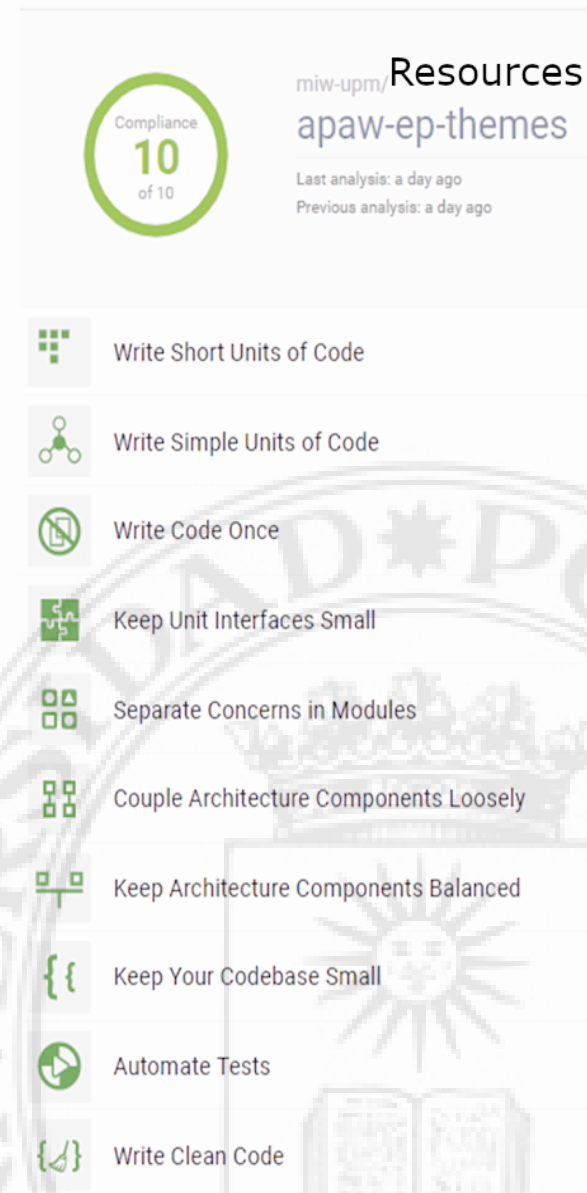 Compliance
10
of 10
miw-upm/Resources
apaw-ep-themes
Last analysis: a day ago
Previous analysis: a day ago
Write Short Units of Code
Write Simple Units of Code
Write Code Once
Keep Unit Interfaces Small
Separate Concerns in Modules
Couple Architecture Components Loosely
Keep Architecture Components Balanced
Keep Your Codebase Small
Automate Tests
Write Clean Code